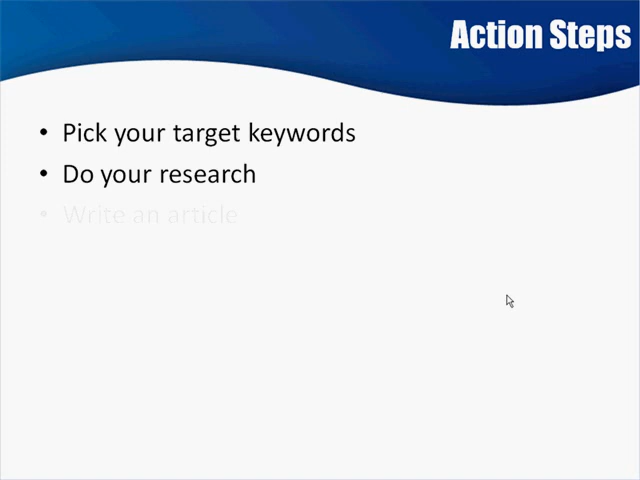 Action Steps
• Pick your target keywords
• Do your research
• Write an article